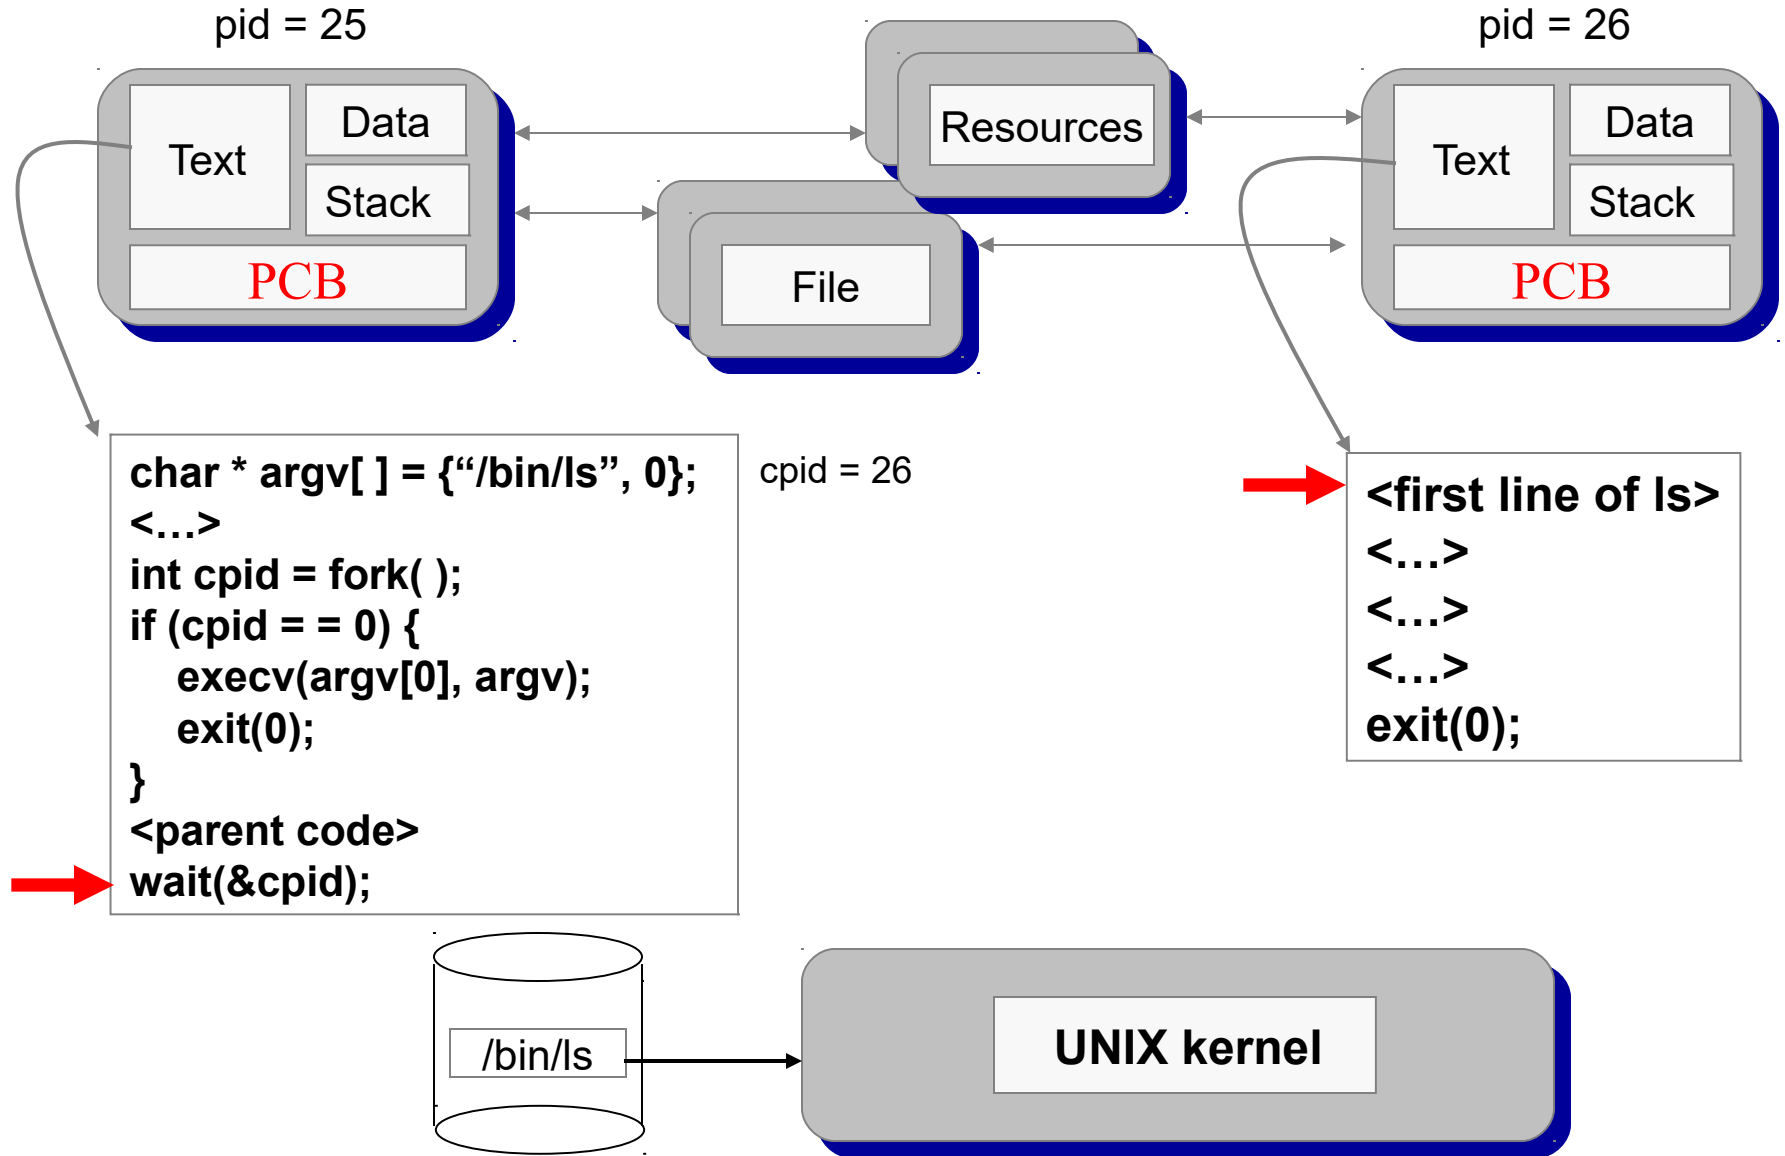 pid = 25
pid = 26
Text
Data
Stack
PCB
Resources
File
Text
Data
Stack
PCB
char * argv[ ] = {“/bin/ls”, 0};
<…>
int cpid = fork( );
if (cpid = = 0) {
execv(argv[0], argv);
exit(0);
}
<parent code>
wait(&cpid);
cpid = 26
<first line of ls>
<…>
<…>
<…>
exit(0);
/bin/ls
UNIX kernel